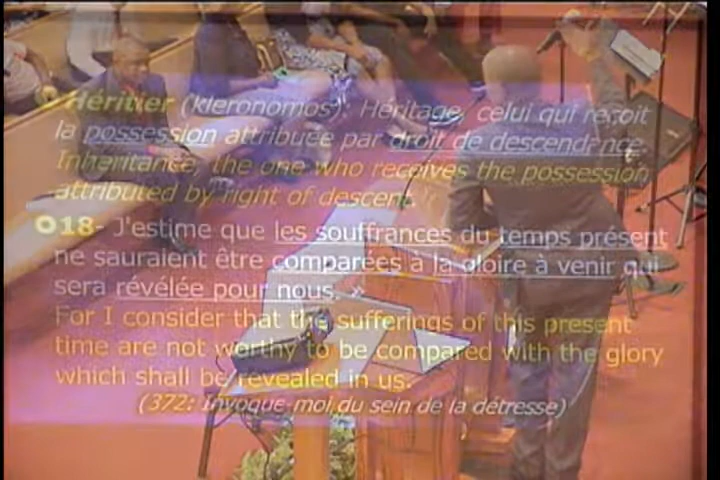 Héritier (kleronomos): Héritage, celui qui reçoit
la possession attribuée par droit de descendance.
Inheritance, the one who receives the possession
attributed by right of descent.
18- J'estime que les souffrances du temps présent
ne sauraient être comparées à la gloire à venir qui
sera révélée pour nous. »
For I consider that the sufferings of this present
time are not worthy to be compared with the glory
which shall be revealed in us.
(372: Invoque-moi du sein de la détresse)